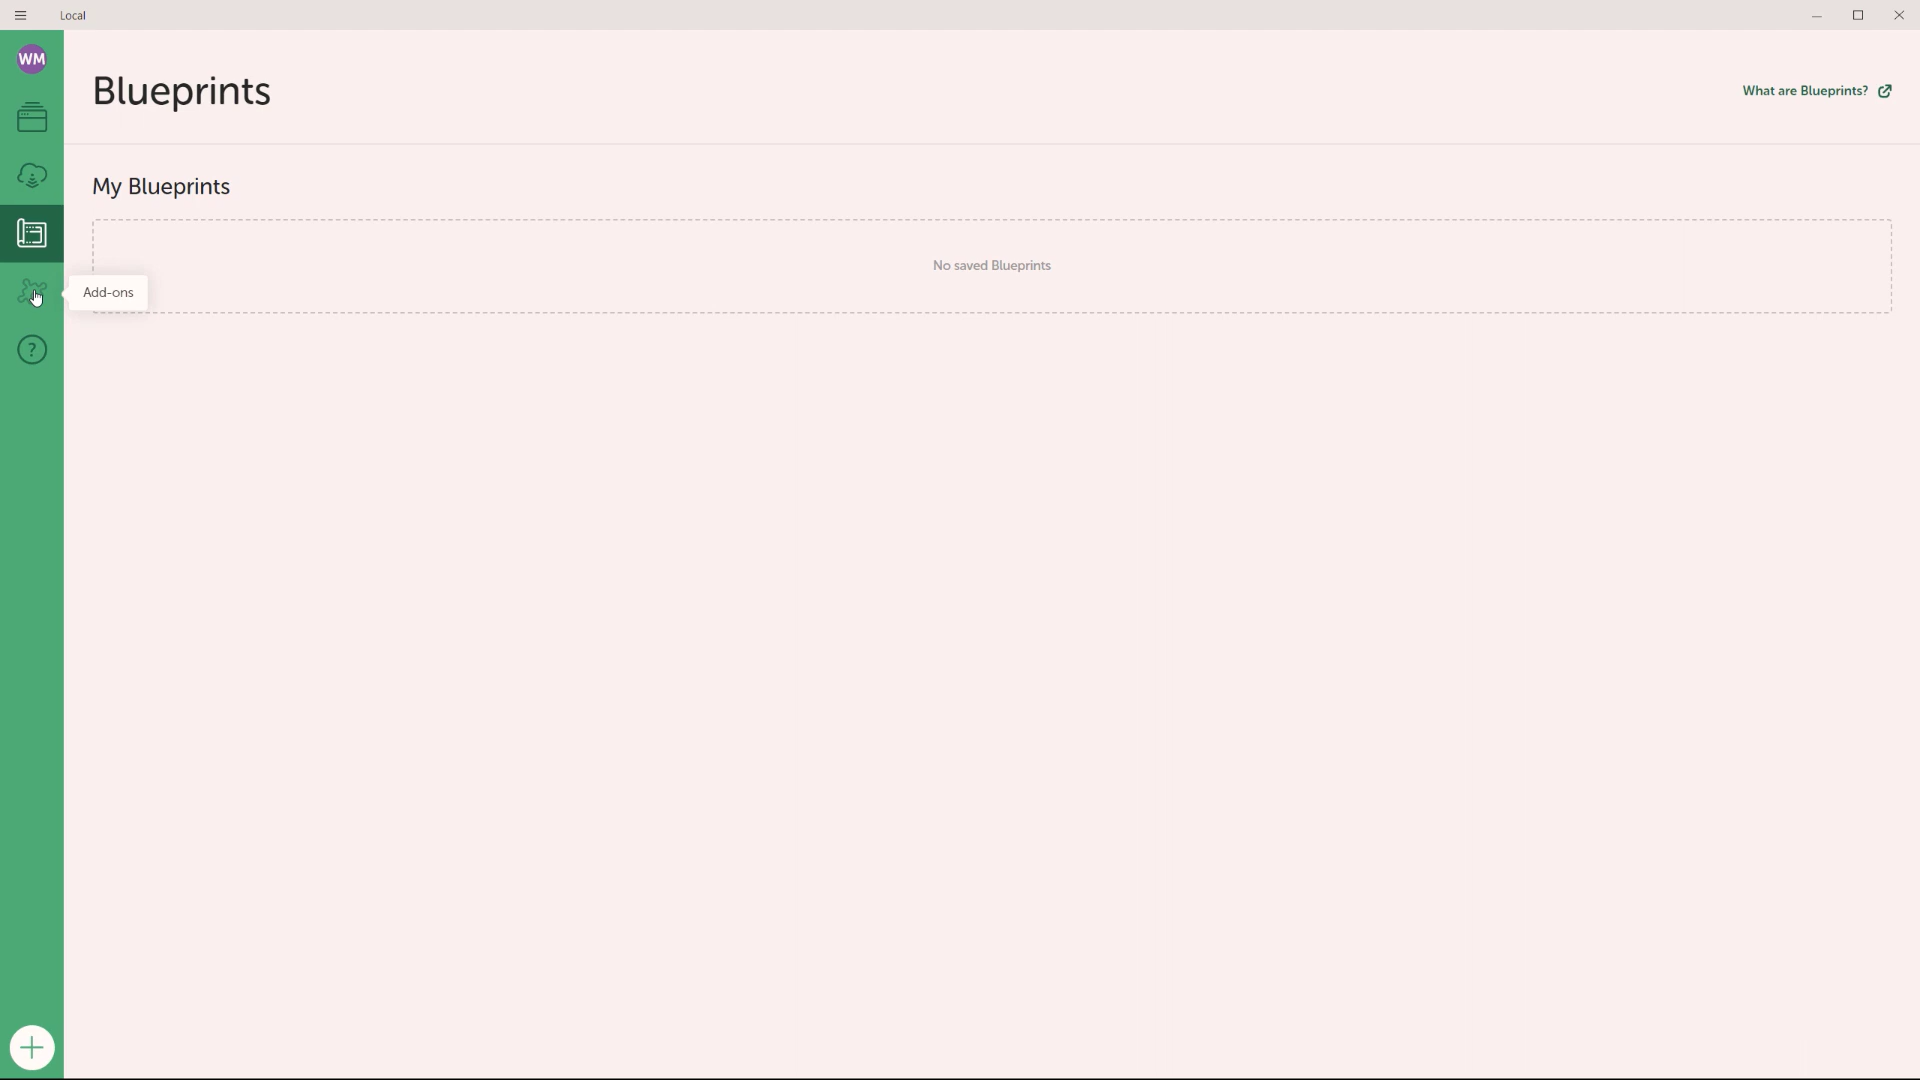 Local
WM
Blueprints
What are Blueprints?
My Blueprints
No saved Blueprints
Add-ons
?